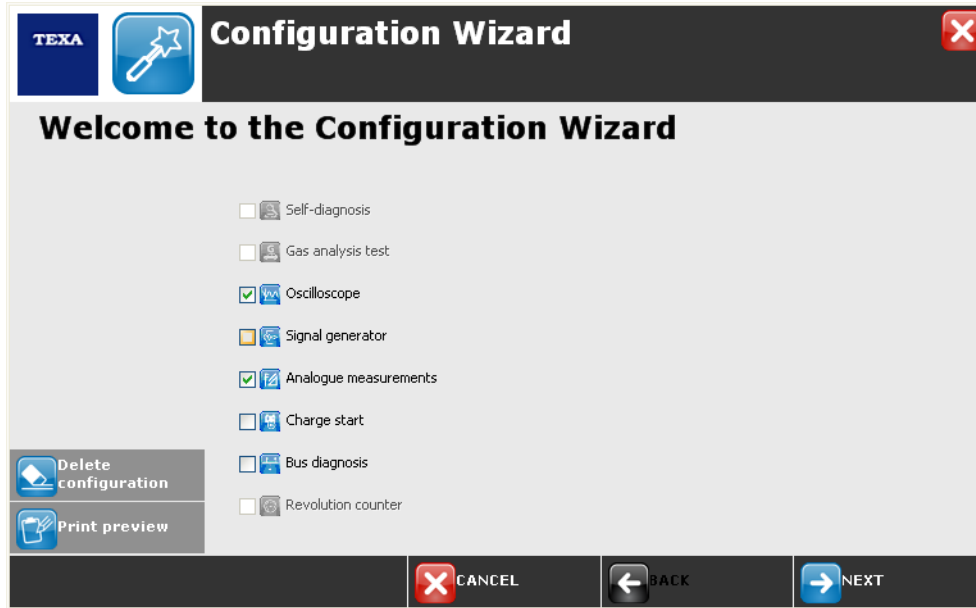 TEXA
Configuration Wizard
Welcome to the Configuration Wizard
Self-diagnosis
Gas analysis test
Oscilloscope
Signal generator
Analogue measurements
Charge start
Bus diagnosis
Revolution counter
Delete
configuration
Print preview
CANCEL
BACK
NEXT